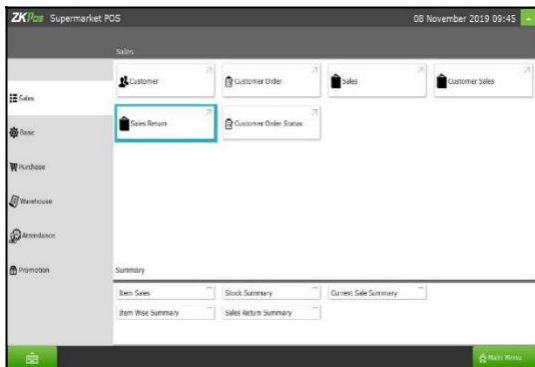 ZKPos Supermarket POS 08 November 2019 09:45
Sales
Customer Customer Order Sales Customer Sales
Sales
Sales Return Customer Order Status
Basic
Purchase
Warehouse
Attendance
Promotion
Summary
Item Sales Stock Summary Current Sale Summary
Item Wise Summary Sales Return Summary
Main Menu